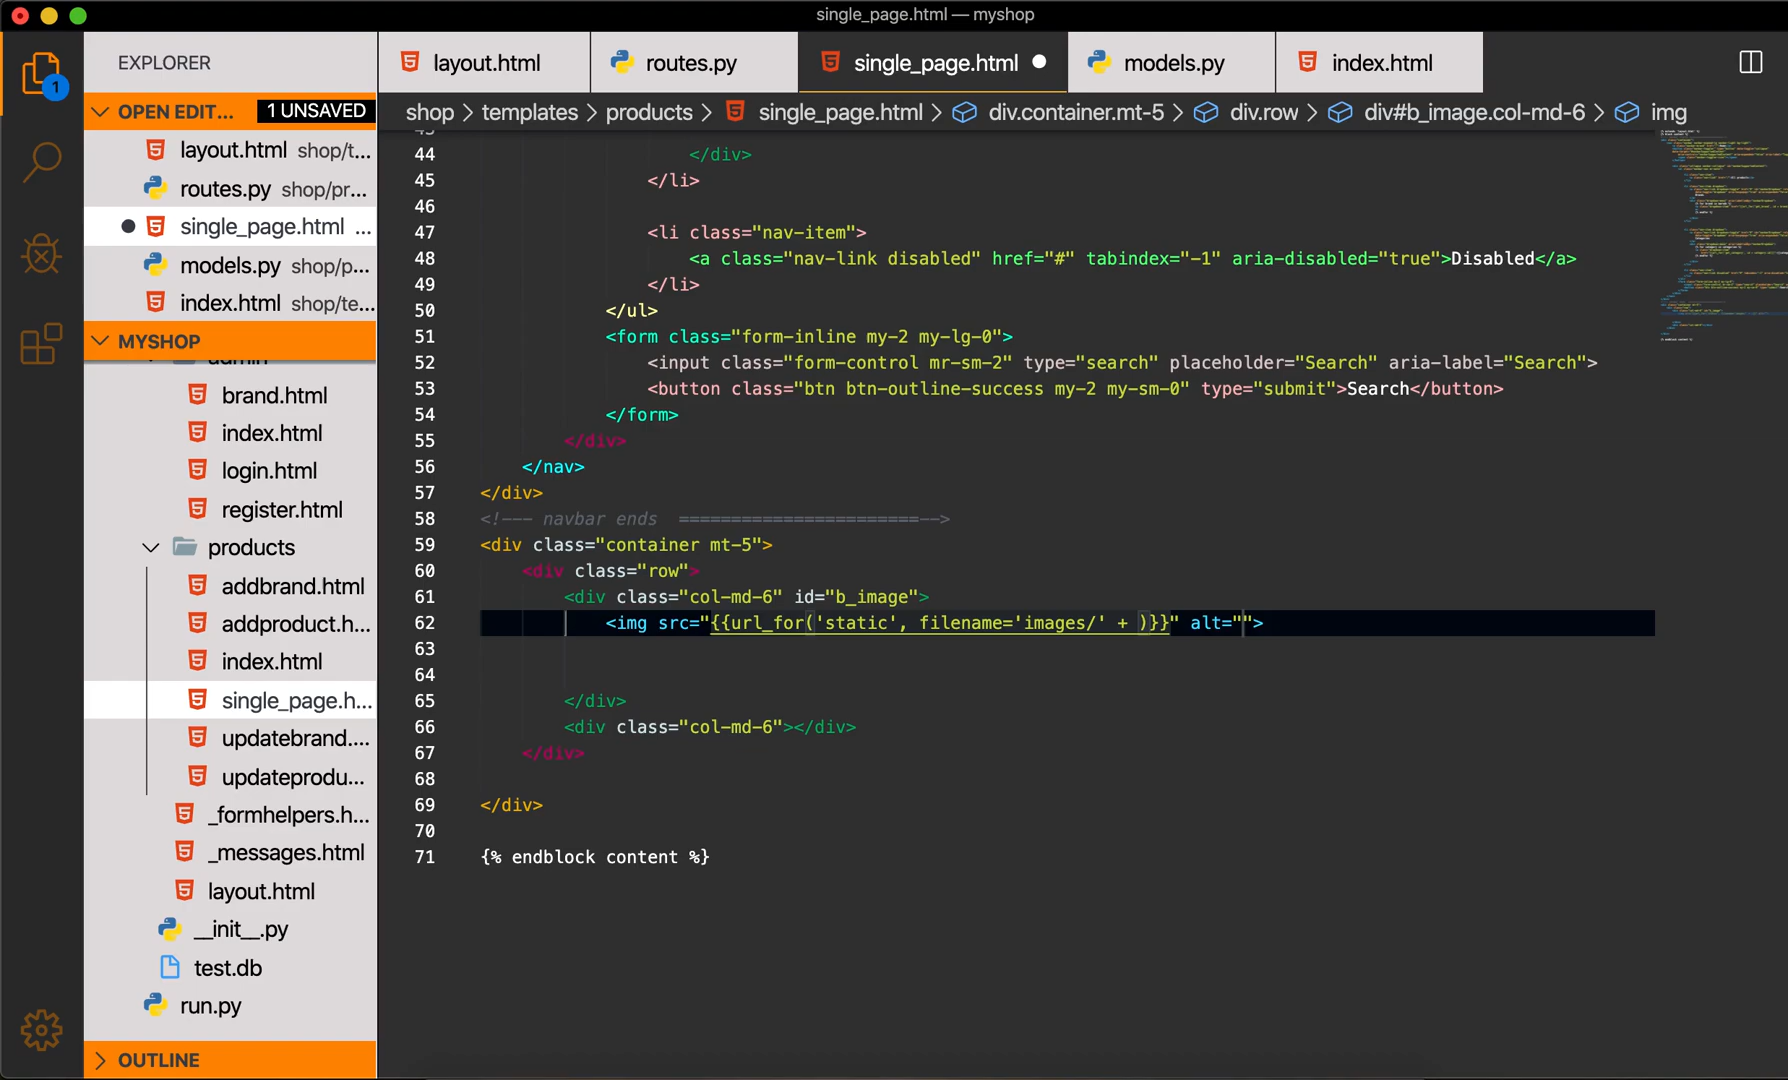 single_page.html — myshop
EXPLORER
layout.html
routes.py
single_page.html
models.py
index.html
1
OPEN EDIT...
1 UNSAVED
shop > templates > products > single_page.html > div.container.mt-5 > div.row > div#b_image.col-md-6 > img
layout.html shop/t...
routes.py shop/pr...
single_page.html ...
models.py shop/p...
index.html shop/te...
MYSHOP
admin
brand.html
index.html
login.html
register.html
products
addbrand.html
addproduct.h...
index.html
single_page.h...
updatebrand....
updateprodu...
_formhelpers.h...
_messages.html
layout.html
__init__.py
test.db
run.py
OUTLINE
44 </div>
45 </li>
46
47 <li class="nav-item">
48 <a class="nav-link disabled" href="#" tabindex="-1" aria-disabled="true">Disabled</a>
49 </li>
50 </ul>
51 <form class="form-inline my-2 my-lg-0">
52 <input class="form-control mr-sm-2" type="search" placeholder="Search" aria-label="Search">
53 <button class="btn btn-outline-success my-2 my-sm-0" type="submit">Search</button>
54 </form>
55 </div>
56 </nav>
57 </div>
58 <!--- navbar ends =======================-->
59 <div class="container mt-5">
60 <div class="row">
61 <div class="col-md-6" id="b_image">
62 <img src="{{url_for('static', filename='images/' + )}}" alt="">
63
64
65 </div>
66 <div class="col-md-6"></div>
67 </div>
68
69 </div>
70
71 {% endblock content %}